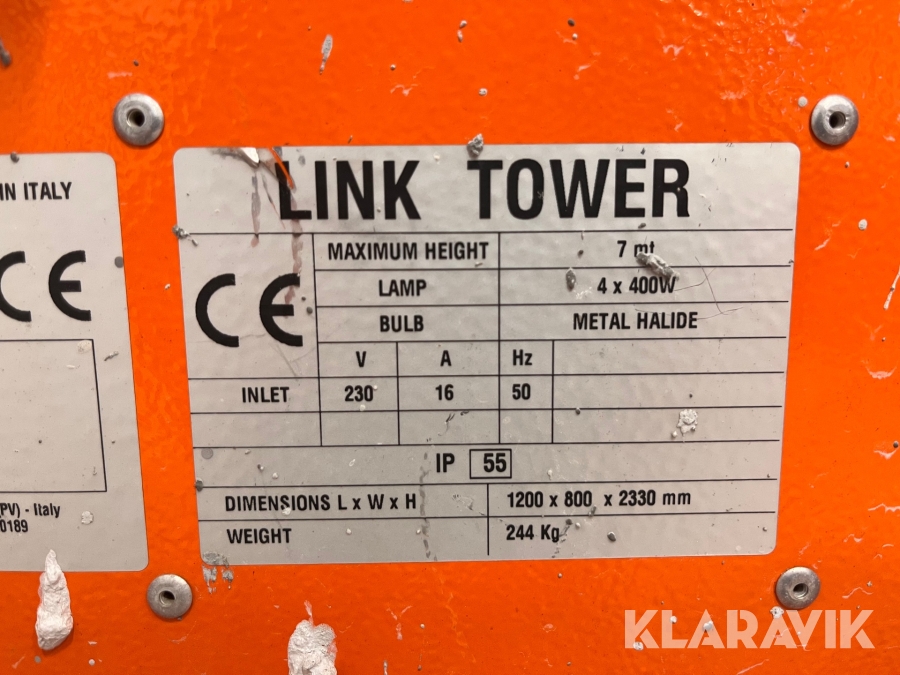 IN ITALY
CE
(PV) - Italy
0189
LINK TOWER
CE
MAXIMUM HEIGHT 7 mt
LAMP 4 x 400W
BULB METAL HALIDE
V A Hz
INLET 230 16 50
IP 55
DIMENSIONS L x W x H 1200 x 800 x 2330 mm
WEIGHT 244 Kg
KLARAVIK